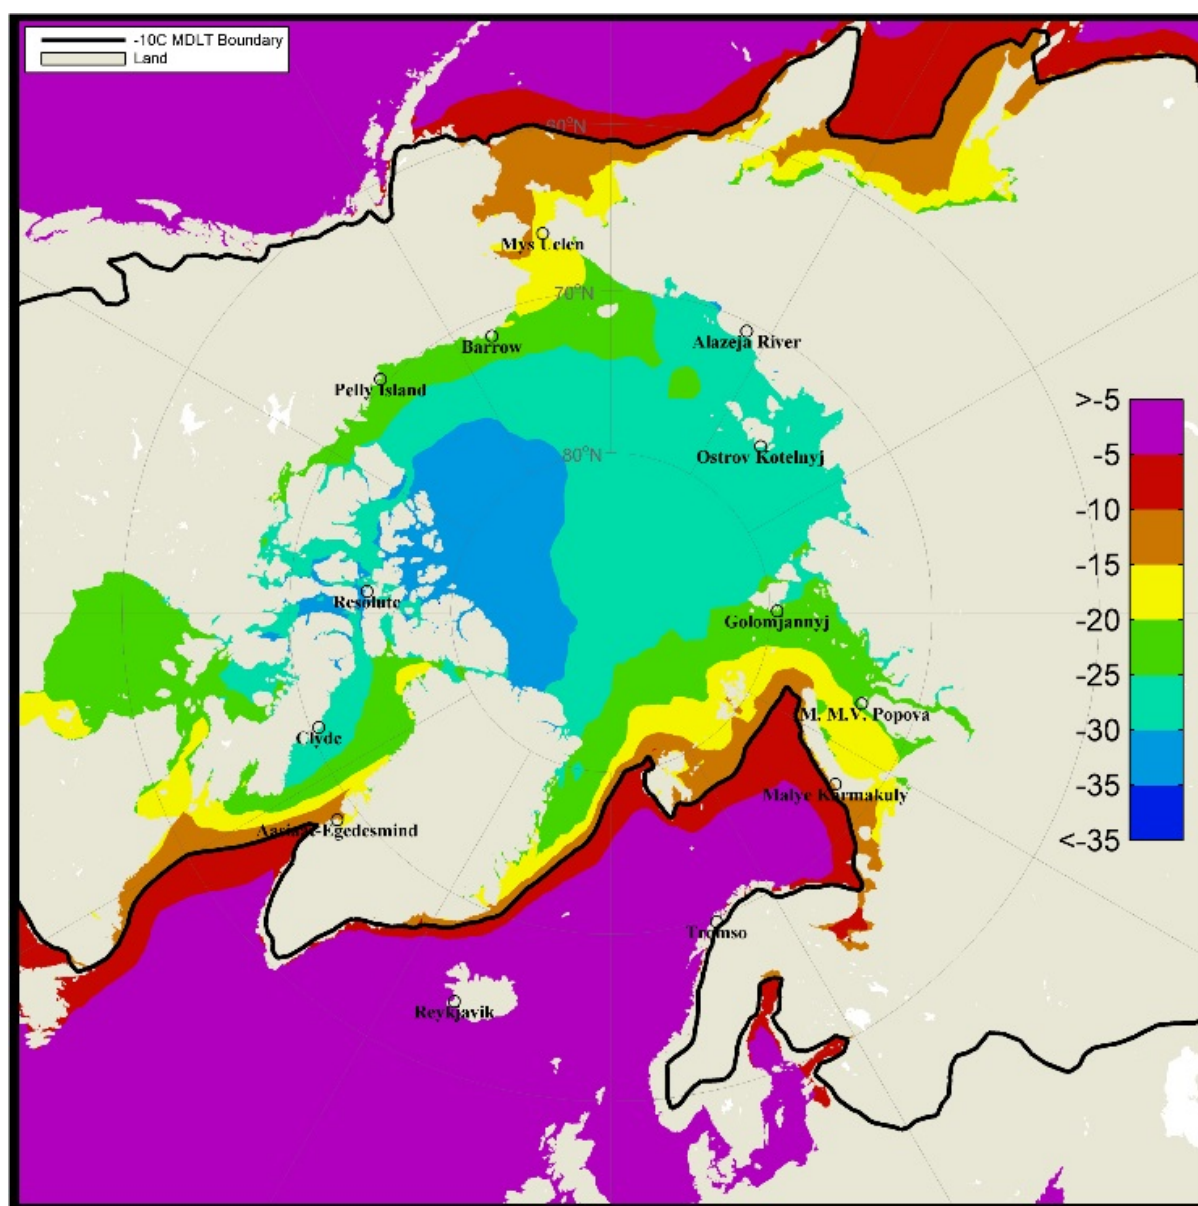 -10C MDLT Boundary
Land
60°N
Mys Uelen
70°N
Barrow
Alazeja River
Pelly Island
>-5
-5
80°N
Ostrov Kotelnyj
-10
-15
Resolute
Golomjannyj
-20
-25
Clyde
M. M.V. Popova
-30
Malye Karmakuly
-35
Aasiaat-Egedesmind
<-35
Tromso
Reykjavik